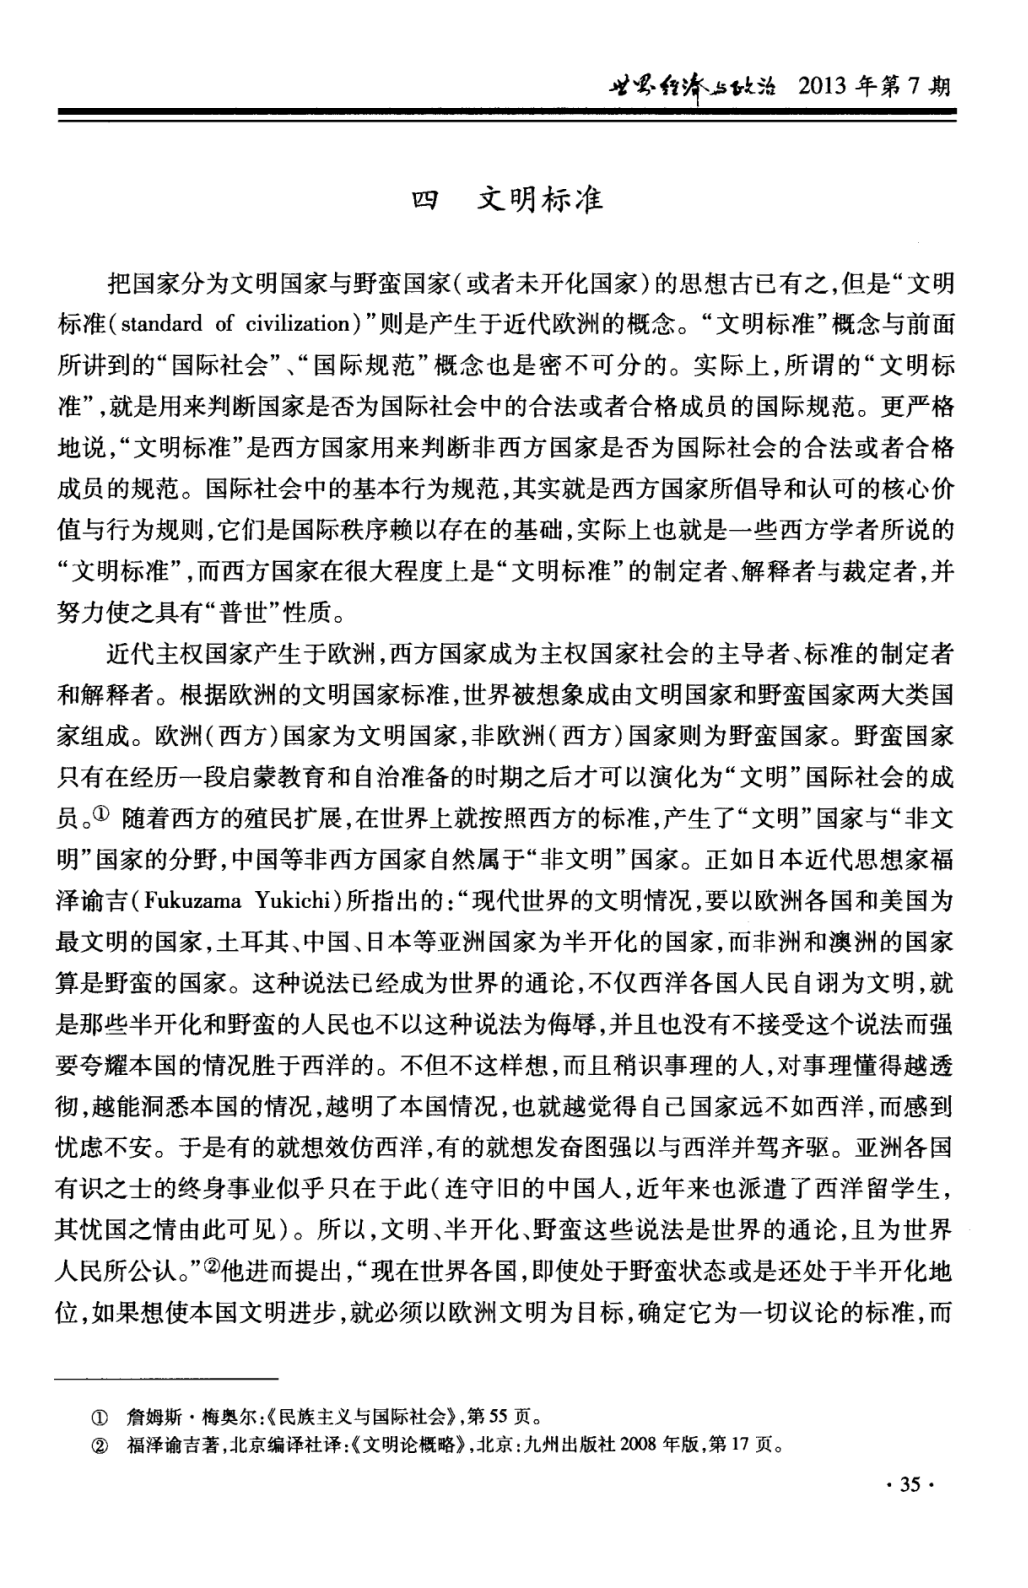 世界经济与政治 2013 年第 7 期
四 文明标准
把国家分为文明国家与野蛮国家(或者未开化国家)的思想古已有之,但是“文明
标准(standard of civilization)”则是产生于近代欧洲的概念。“文明标准”概念与前面
所讲到的“国际社会”、“国际规范”概念也是密不可分的。实际上,所谓的“文明标
准”,就是用来判断国家是否为国际社会中的合法或者合格成员的国际规范。更严格
地说,“文明标准”是西方国家用来判断非西方国家是否为国际社会的合法或者合格
成员的规范。国际社会中的基本行为规范,其实就是西方国家所倡导和认可的核心价
值与行为规则,它们是国际秩序赖以存在的基础,实际上也就是一些西方学者所说的
“文明标准”,而西方国家在很大程度上是“文明标准”的制定者、解释者与裁定者,并
努力使之具有“普世”性质。
近代主权国家产生于欧洲,西方国家成为主权国家社会的主导者、标准的制定者
和解释者。根据欧洲的文明国家标准,世界被想象成由文明国家和野蛮国家两大类国
家组成。欧洲(西方)国家为文明国家,非欧洲(西方)国家则为野蛮国家。野蛮国家
只有在经历一段启蒙教育和自治准备的时期之后才可以演化为“文明”国际社会的成
员。① 随着西方的殖民扩展,在世界上就按照西方的标准,产生了“文明”国家与“非文
明”国家的分野,中国等非西方国家自然属于“非文明”国家。正如日本近代思想家福
泽谕吉(Fukuzama Yukichi)所指出的:“现代世界的文明情况,要以欧洲各国和美国为
最文明的国家,土耳其、中国、日本等亚洲国家为半开化的国家,而非洲和澳洲的国家
算是野蛮的国家。这种说法已经成为世界的通论,不仅西洋各国人民自诩为文明,就
是那些半开化和野蛮的人民也不以这种说法为侮辱,并且也没有不接受这个说法而强
要夸耀本国的情况胜于西洋的。不但不这样想,而且稍识事理的人,对事理懂得越透
彻,越能洞悉本国的情况,越明了本国情况,也就越觉得自己国家远不如西洋,而感到
忧虑不安。于是有的就想效仿西洋,有的就想发奋图强以与西洋并驾齐驱。亚洲各国
有识之士的终身事业似乎只在于此(连守旧的中国人,近年来也派遣了西洋留学生,
其忧国之情由此可见)。所以,文明、半开化、野蛮这些说法是世界的通论,且为世界
人民所公认。”②他进而提出,“现在世界各国,即使处于野蛮状态或是还处于半开化地
位,如果想使本国文明进步,就必须以欧洲文明为目标,确定它为一切议论的标准,而
① 詹姆斯·梅奥尔:《民族主义与国际社会》,第 55 页。
② 福泽谕吉著,北京编译社译:《文明论概略》,北京:九州出版社 2008 年版,第 17 页。
· 35 ·